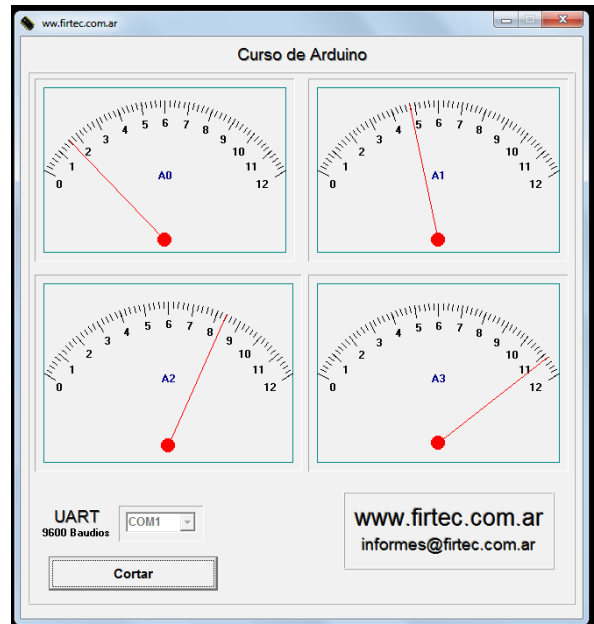 ww.firtec.com.ar
Curso de Arduino
0 1 2 3 4 5 6 7 8 9 10 11 12
A0
0 1 2 3 4 5 6 7 8 9 10 11 12
A1
0 1 2 3 4 5 6 7 8 9 10 11 12
A2
0 1 2 3 4 5 6 7 8 9 10 11 12
A3
UART
9600 Baudios
COM1
Cortar
www.firtec.com.ar
informes@firtec.com.ar